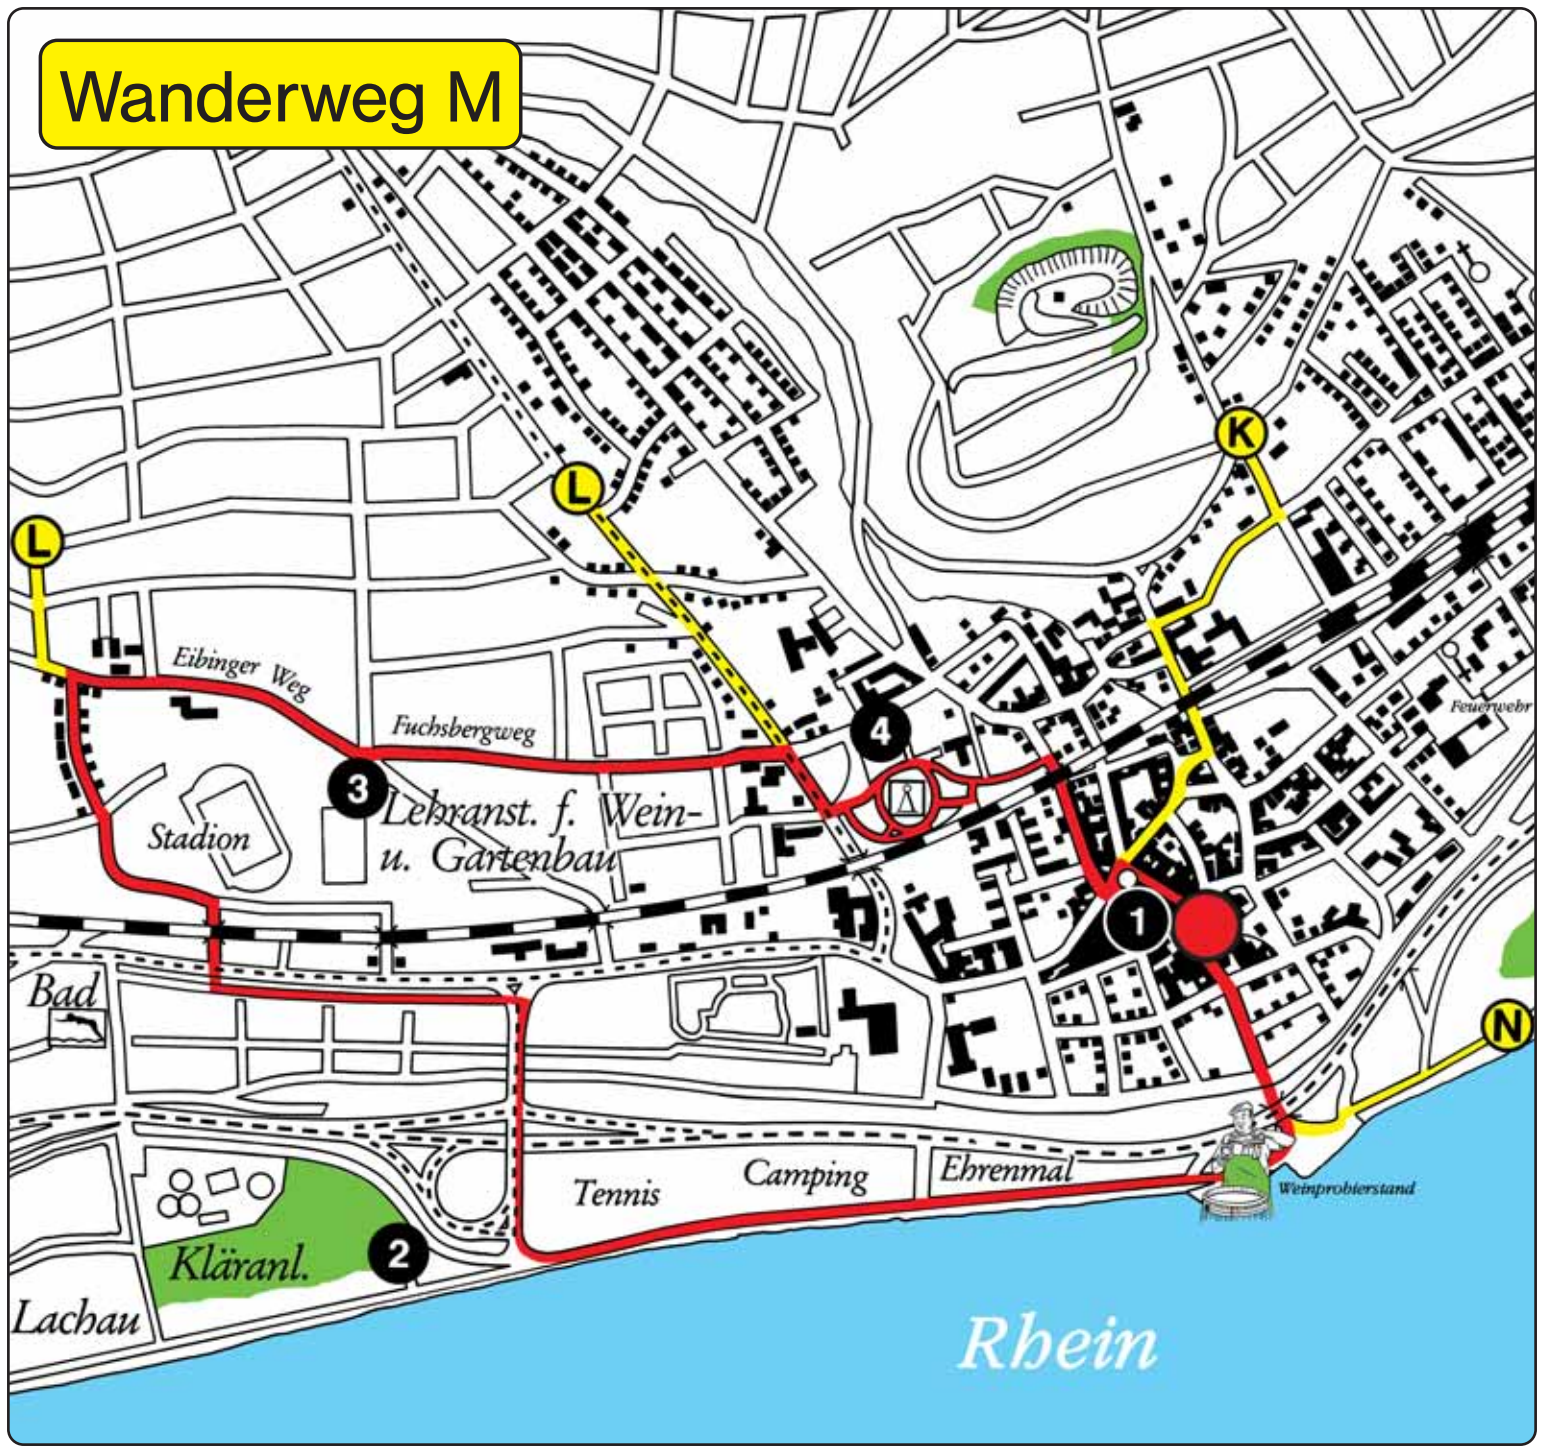 Wanderweg M
K
L
L
Eibinger Weg
Feuerwehr
Fuchsbergweg
4
3
Lehranst. f. Wein-
u. Gartenbau
Stadion
1
Bad
N
Ehrenmal
Camping
Tennis
Weinprobierstand
2
Kläranl.
Lachau
Rhein